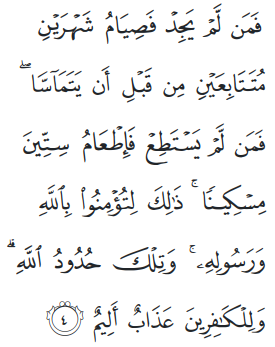 فَمَن لَّمْ يَجِدْ فَصِيَامُ شَهْرَيْنِ
مُتَتَابِعَيْنِ مِن قَبْلِ أَن يَتَمَآسَّا ۖ
فَمَن لَّمْ يَسْتَطِعْ فَإِطْعَامُ سِتِّينَ
مِسْكِينًا ۚ ذَٰلِكَ لِتُؤْمِنُوا۟ بِٱللَّهِ
وَرَسُولِهِۦ ۚ وَتِلْكَ حُدُودُ ٱللَّهِ ۗ
وَلِلْكَـٰفِرِينَ عَذَابٌ أَلِيمٌ ٤